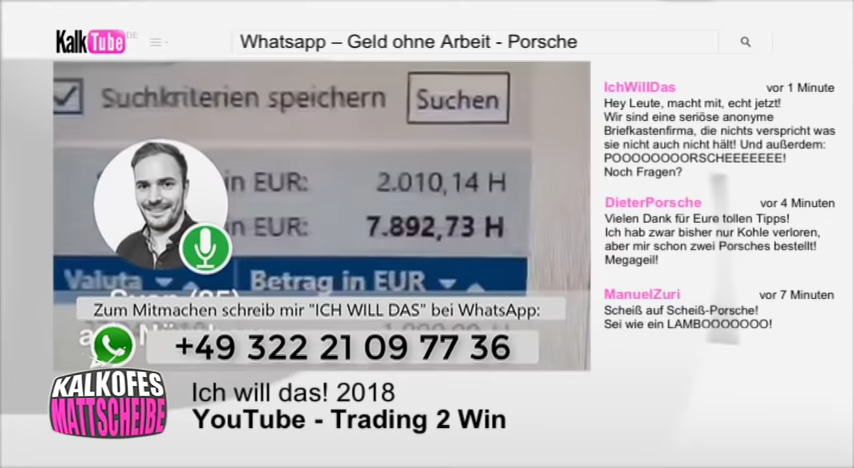 KalkTube DE
Whatsapp – Geld ohne Arbeit - Porsche
Suchkriterien speichern
Suchen
in EUR: 2.010,14 H
in EUR: 7.892,73 H
Valuta
Betrag in EUR
Zum Mitmachen schreib mir "ICH WILL DAS" bei WhatsApp:
+49 322 21 09 77 36
KALKOFES
MATTSCHEIBE
Ich will das! 2018
YouTube - Trading 2 Win
IchWillDas vor 1 Minute
Hey Leute, macht mit, echt jetzt!
Wir sind eine seriöse anonyme
Briefkastenfirma, die nichts verspricht was
sie nicht auch nicht hält! Und außerdem:
POOOOOOOORSCHEEEEEEE!
Noch Fragen?
DieterPorsche vor 4 Minuten
Vielen Dank für Eure tollen Tipps!
Ich hab zwar bisher nur Kohle verloren,
aber mir schon zwei Porsches bestellt!
Megageil!
ManuelZuri vor 7 Minuten
Scheiß auf Scheiß-Porsche!
Sei wie ein LAMBOOOOOOO!